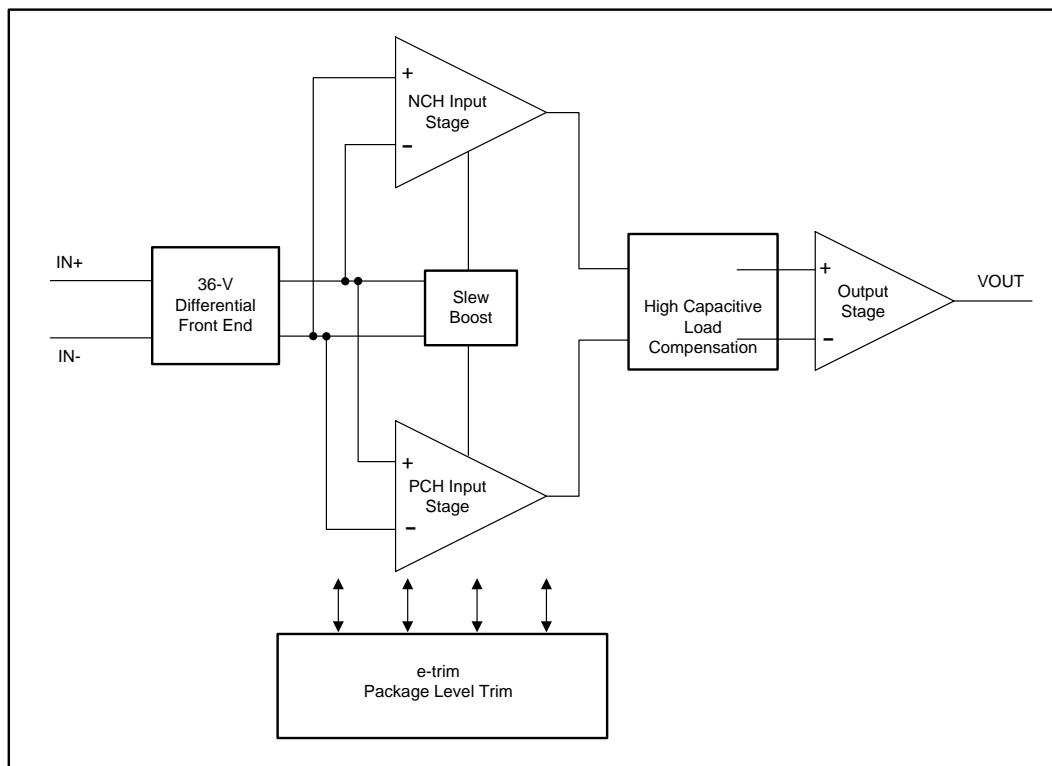 +
NCH Input
Stage
−
IN+
IN-
36-V
Differential
Front End
Slew
Boost
High Capacitive
Load
Compensation
+
Output
Stage
−
VOUT
+
PCH Input
Stage
−
e-trim
Package Level Trim